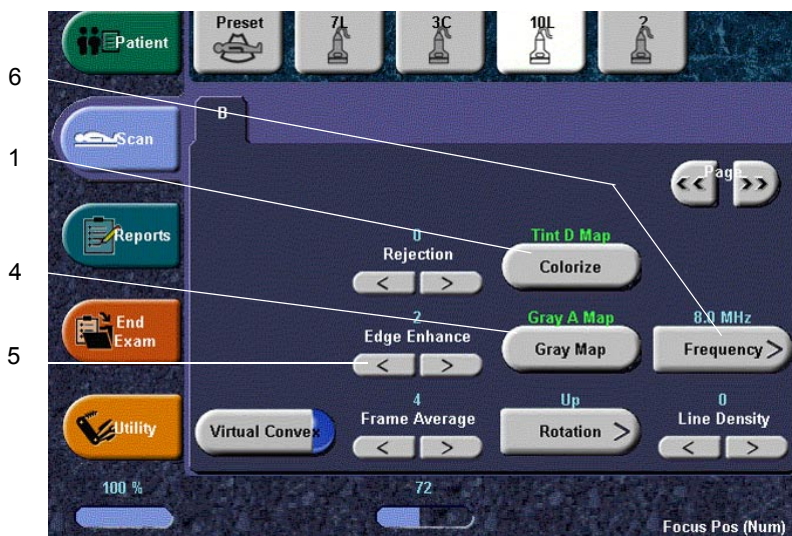 Patient
Preset
7L
3C
10L
2
6
B
Scan
1
Page
<< >>
Reports
0
Rejection
< >
Tint D Map
Colorize
4
End
Exam
2
Edge Enhance
< >
Gray A Map
Gray Map
8.0 MHz
Frequency >
5
Utility
Virtual Convex
4
Frame Average
< >
Up
Rotation >
0
Line Density
< >
100 %
72
Focus Pos (Num)